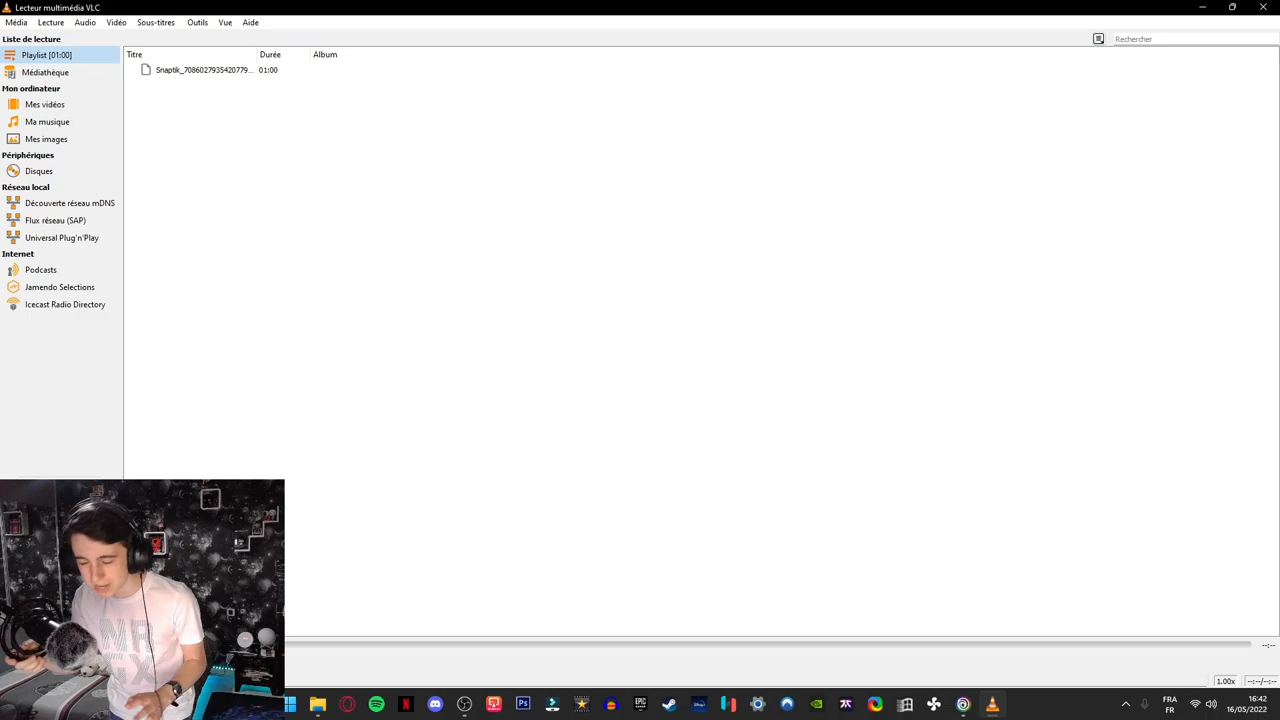 Lecteur multimédia VLC
Média Lecture Audio Vidéo Sous-titres Outils Vue Aide
Liste de lecture
Rechercher
Playlist [01:00]
Médiathèque
Mon ordinateur
Mes vidéos
Ma musique
Mes images
Périphériques
Disques
Réseau local
Découverte réseau mDNS
Flux réseau (SAP)
Universal Plug'n'Play
Internet
Podcasts
Jamendo Selections
Icecast Radio Directory
Titre Durée Album
Snaptik_7086027935420779... 01:00
--:--
1.00x --:--/--:--
FRA
FR
16:42
16/05/2022